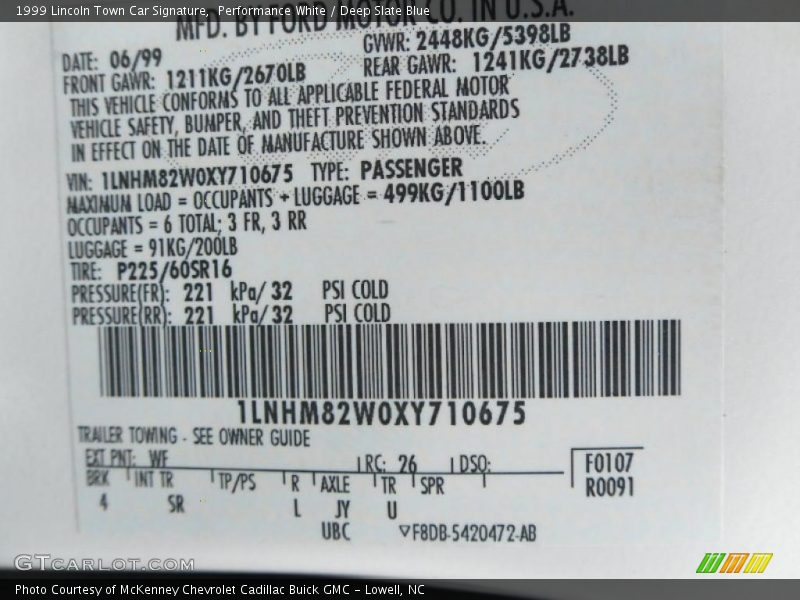 1999 Lincoln Town Car Signature, Performance White / Deep Slate Blue
MFD. BY FORD MOTOR CO. IN U.S.A.
DATE: 06/99 GVWR: 2448KG/5398LB
FRONT GAWR: 1211KG/2670LB REAR GAWR: 1241KG/2738LB
THIS VEHICLE CONFORMS TO ALL APPLICABLE FEDERAL MOTOR
VEHICLE SAFETY, BUMPER, AND THEFT PREVENTION STANDARDS
IN EFFECT ON THE DATE OF MANUFACTURE SHOWN ABOVE.
VIN: 1LNHM82W0XY710675 TYPE: PASSENGER
MAXIMUM LOAD = OCCUPANTS + LUGGAGE = 499KG/1100LB
OCCUPANTS = 6 TOTAL; 3 FR, 3 RR
LUGGAGE = 91KG/200LB
TIRE: P225/60SR16
PRESSURE(FR): 221 kPa/ 32 PSI COLD
PRESSURE(RR): 221 kPa/ 32 PSI COLD
1LNHM82W0XY710675
TRAILER TOWING - SEE OWNER GUIDE
EXT PNT: WF RC: 26 DSO: F0107
BRK INT TR TP/PS R AXLE TR SPR R0091
4 SR L JY U
UBC F8DB-5420472-AB
GTCARLOT.COM
Photo Courtesy of McKenney Chevrolet Cadillac Buick GMC - Lowell, NC